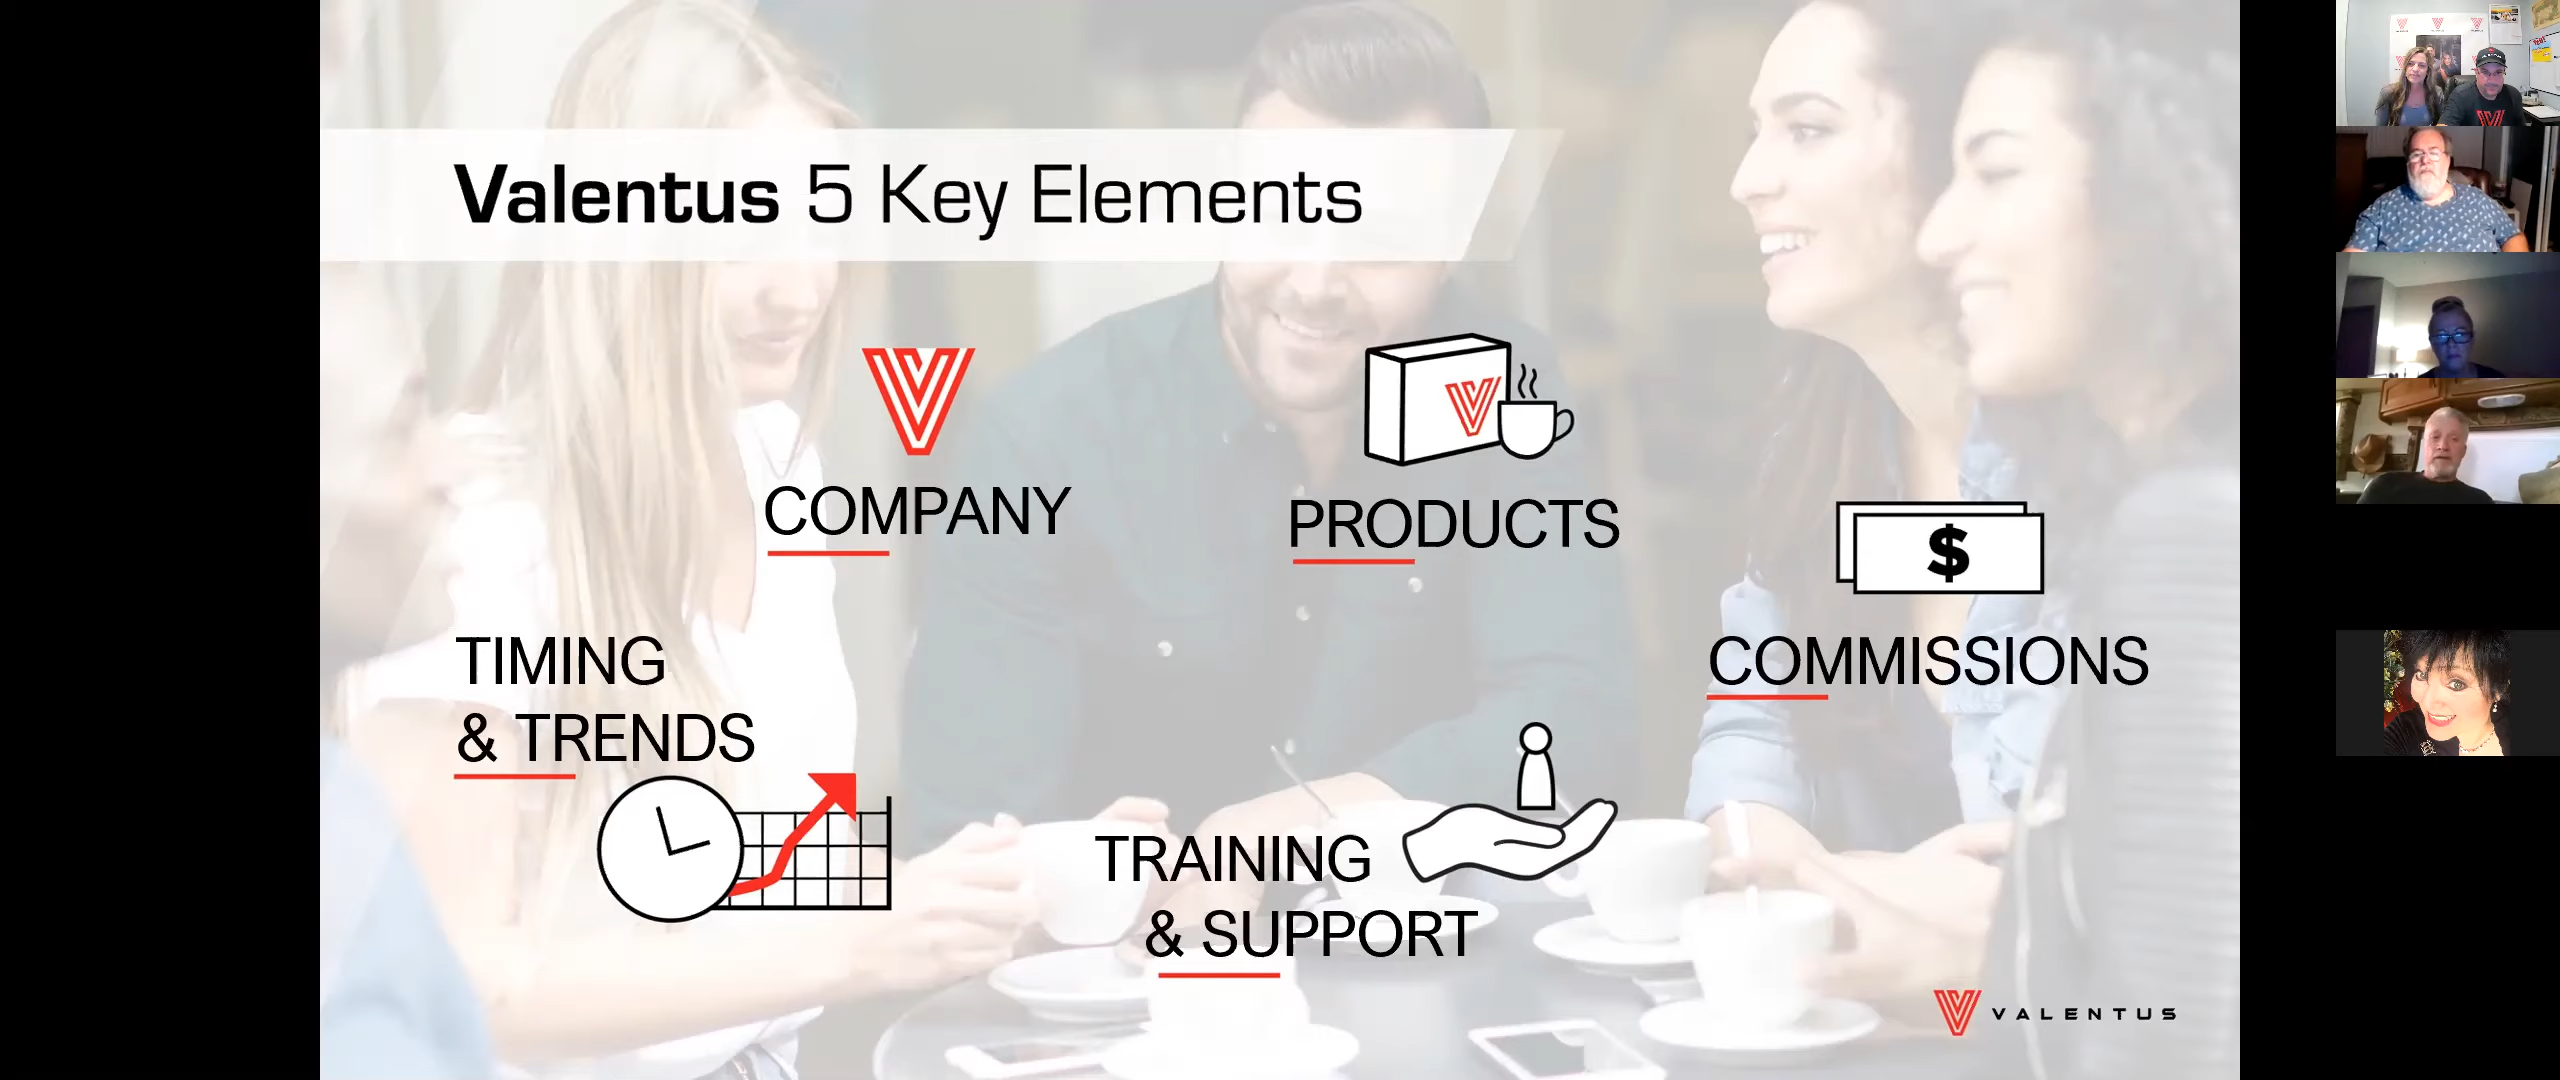 Valentus 5 Key Elements
COMPANY
PRODUCTS
$
COMMISSIONS
TIMING
& TRENDS
TRAINING
& SUPPORT
VALENTUS